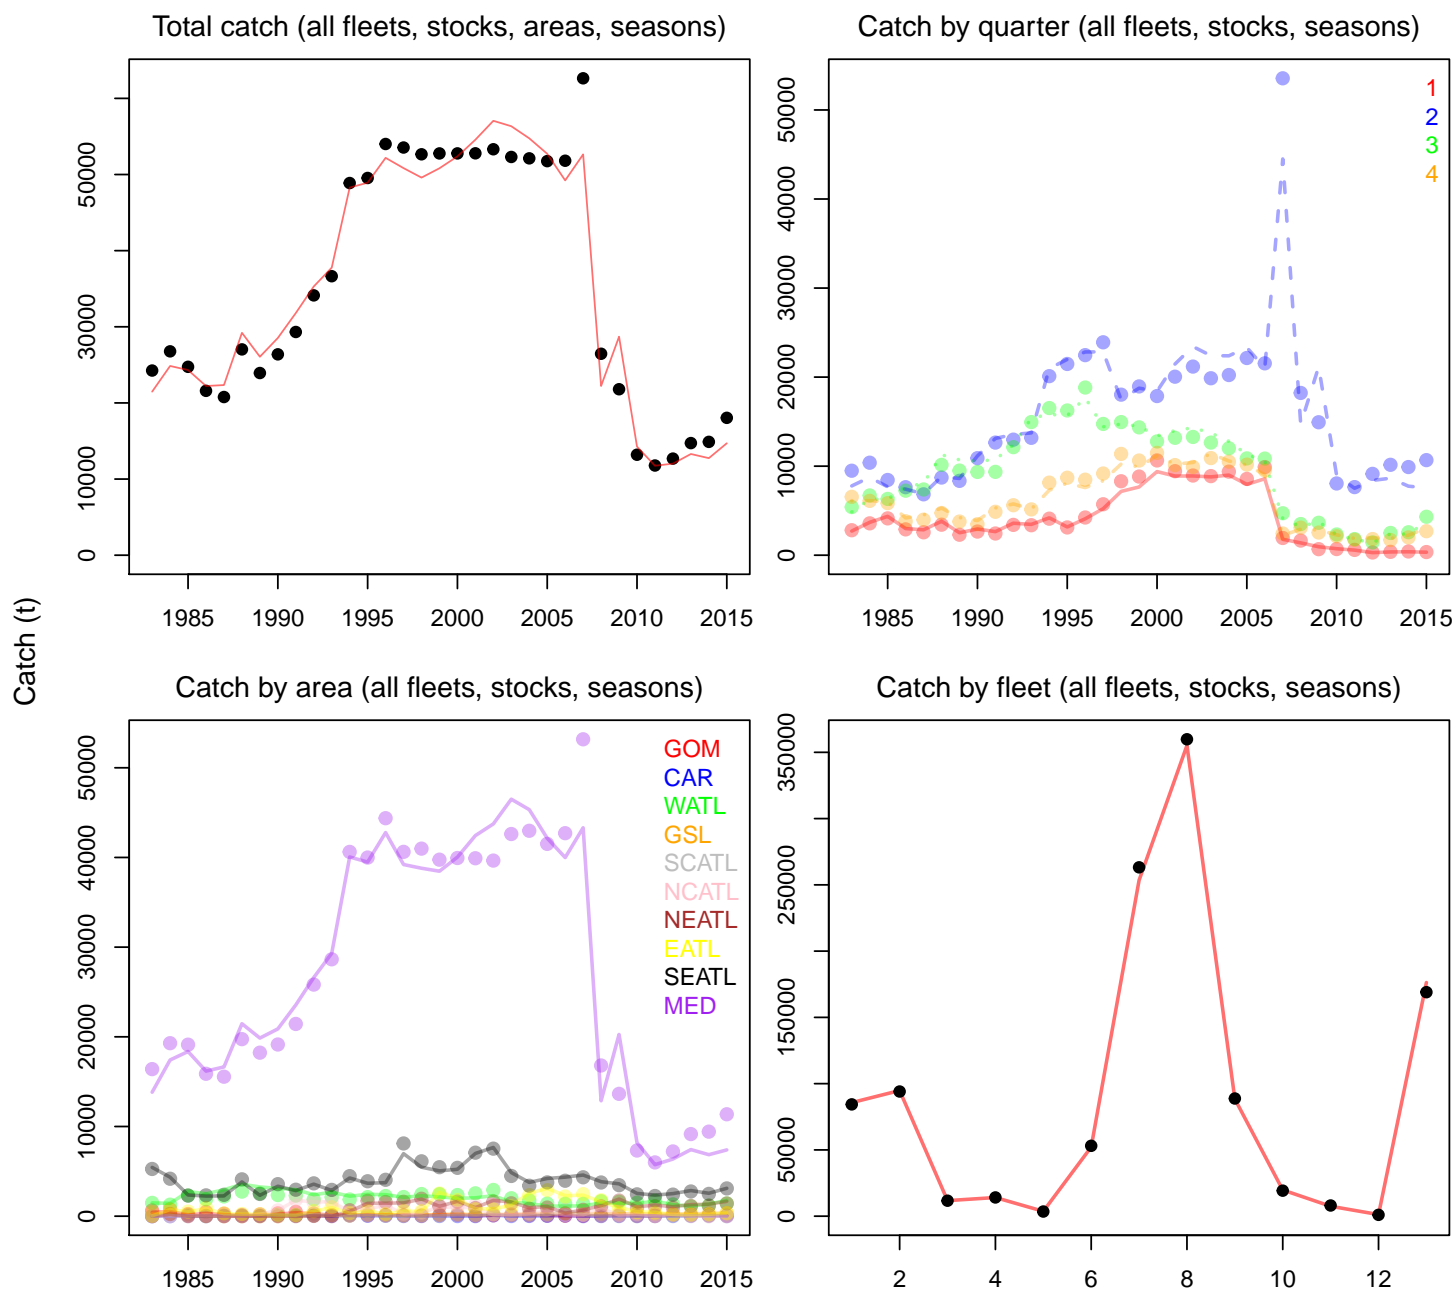 Total catch (all fleets, stocks, areas, seasons)
0
10000
30000
50000
1985 1990 1995 2000 2005 2010 2015
Catch by quarter (all fleets, stocks, seasons)
0
10000
20000
30000
40000
50000
1
2
3
4
1985 1990 1995 2000 2005 2010 2015
Catch (t)
Catch by area (all fleets, stocks, seasons)
0
10000
20000
30000
40000
50000
GOM
CAR
WATL
GSL
SCATL
NCATL
NEATL
EATL
SEATL
MED
1985 1990 1995 2000 2005 2010 2015
Catch by fleet (all fleets, stocks, seasons)
0
50000
150000
250000
350000
2 4 6 8 10 12